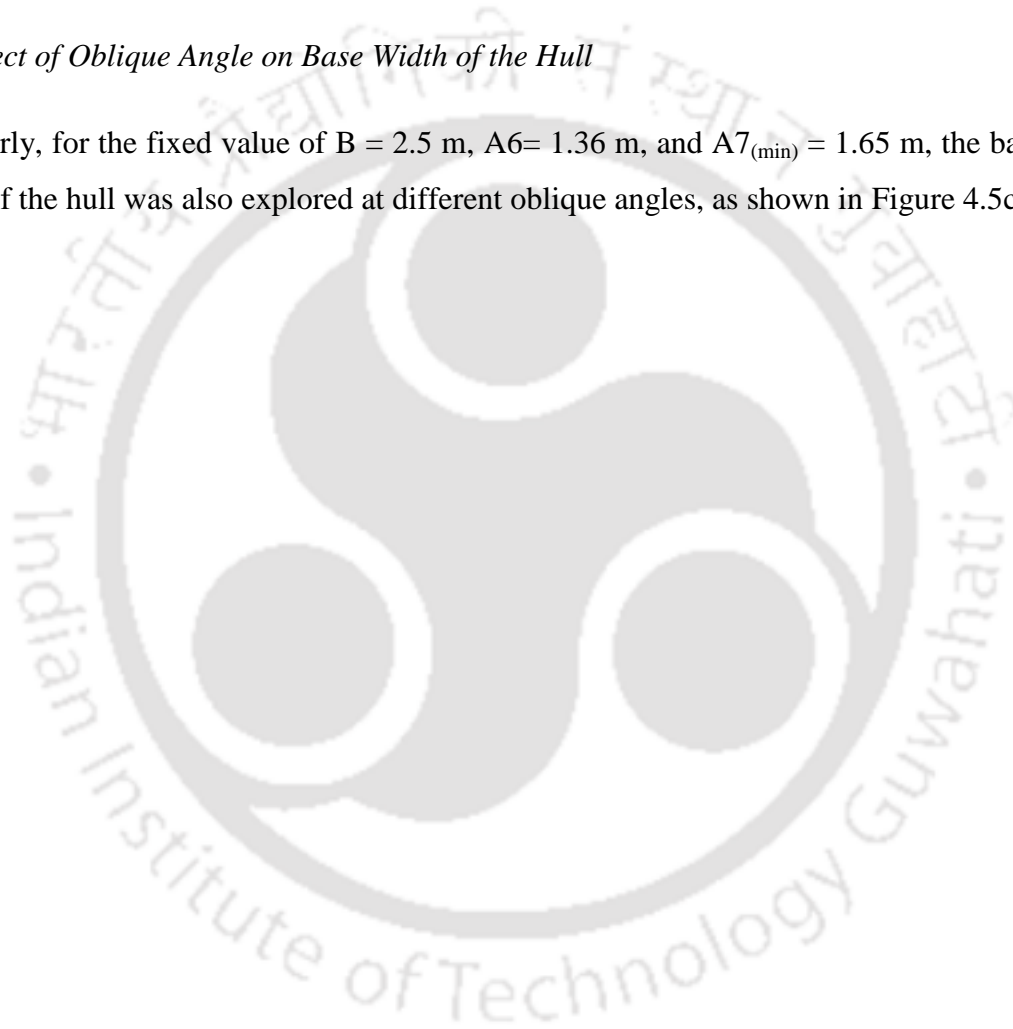 ect of Oblique Angle on Base Width of the Hull
rly, for the fixed value of B = 2.5 m, A6= 1.36 m, and A7(min) = 1.65 m, the ba
f the hull was also explored at different oblique angles, as shown in Figure 4.5c
भारतीय प्रौद्योगिकी संस्थान गुवाहाटी
Indian Institute of Technology Guwahati